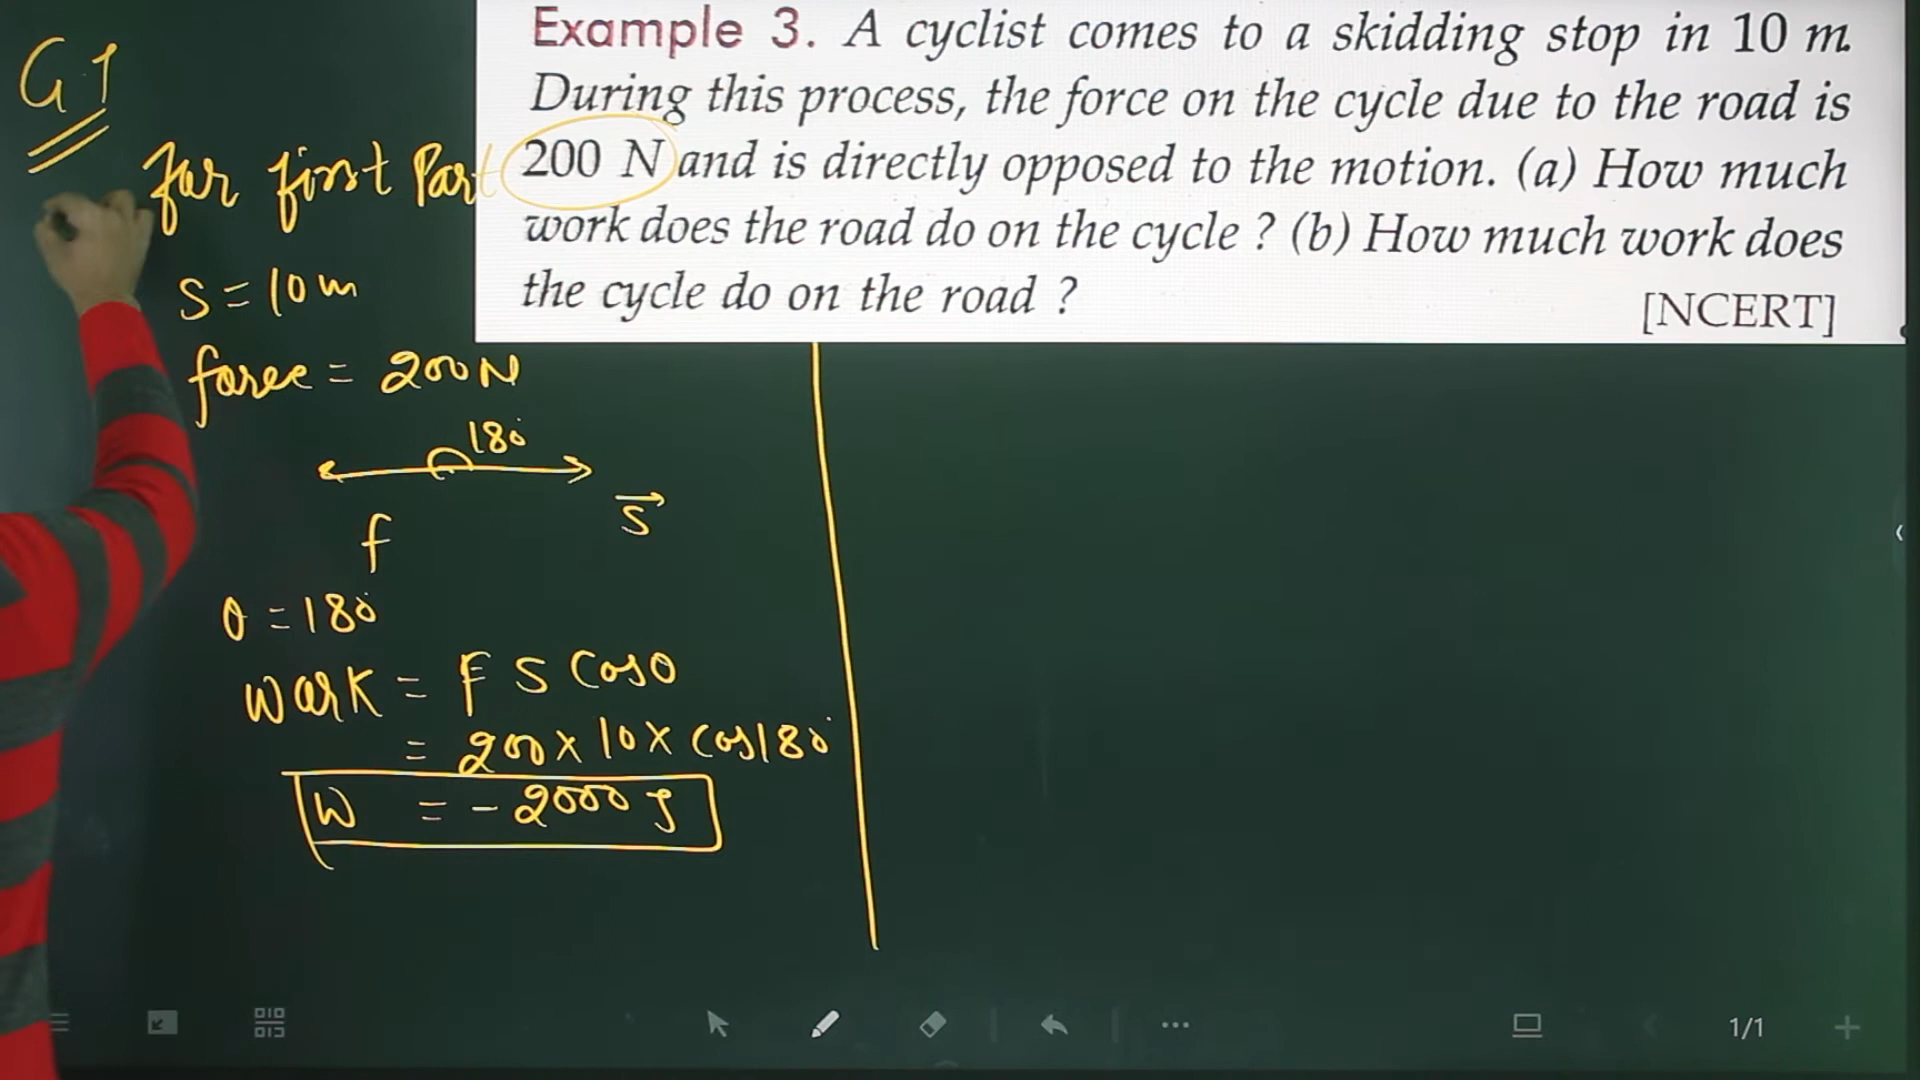 G1
Example 3. A cyclist comes to a skidding stop in 10 m.
During this process, the force on the cycle due to the road is
200 N and is directly opposed to the motion. (a) How much
work does the road do on the cycle ? (b) How much work does
the cycle do on the road ?
[NCERT]
For first Part
S = 10 m
force = 200 N
180°
f
S
θ = 180°
Work = F S Cosθ
= 200 x 10 x Cos180°
W = - 2000 J
1/1